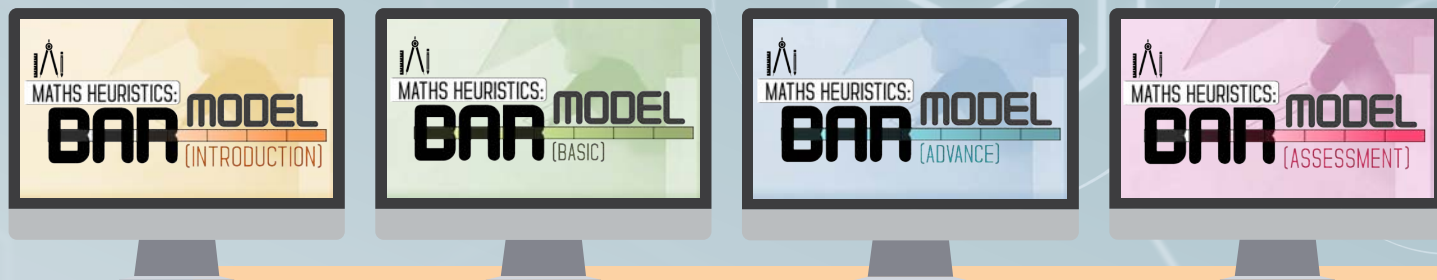 MATHS HEURISTICS:
BAR MODEL
(INTRODUCTION)
MATHS HEURISTICS:
BAR MODEL
(BASIC)
MATHS HEURISTICS:
BAR MODEL
(ADVANCE)
MATHS HEURISTICS:
BAR MODEL
(ASSESSMENT)